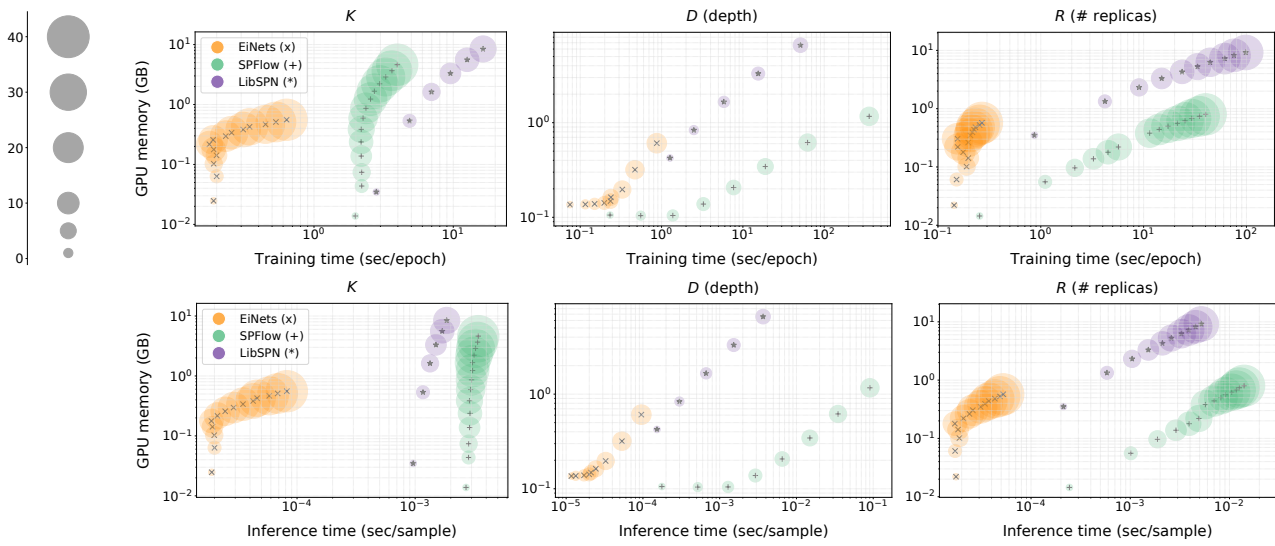 40
30
20
10
5
0
K
D (depth)
R (# replicas)
GPU memory (GB)
10¹
10⁰
10⁻¹
10⁻²
EiNets (x)
SPFlow (+)
LibSPN (*)
10⁰
10¹
10⁰
10⁻¹
10⁻¹
10⁰
10¹
10²
10¹
10⁰
10⁻¹
10⁻²
10⁻¹
10⁰
10¹
10²
Training time (sec/epoch)
Training time (sec/epoch)
Training time (sec/epoch)
K
D (depth)
R (# replicas)
GPU memory (GB)
10¹
10⁰
10⁻¹
10⁻²
EiNets (x)
SPFlow (+)
LibSPN (*)
10⁻⁴
10⁻³
10⁰
10⁻¹
10⁻⁵
10⁻⁴
10⁻³
10⁻²
10⁻¹
10¹
10⁰
10⁻¹
10⁻²
10⁻⁴
10⁻³
10⁻²
Inference time (sec/sample)
Inference time (sec/sample)
Inference time (sec/sample)